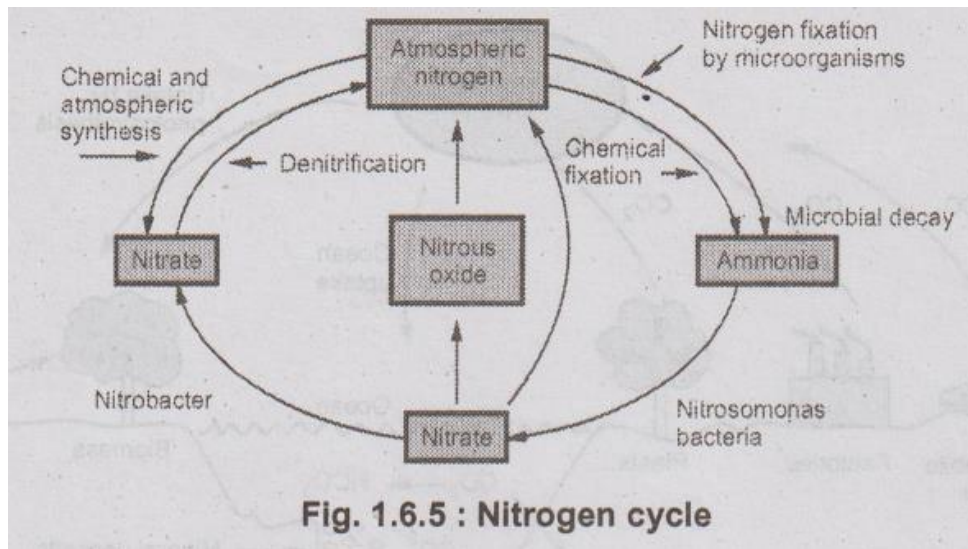 Atmospheric
nitrogen
Nitrogen fixation
by microorganisms
Chemical and
atmospheric
synthesis
Denitrification
Chemical
fixation
Microbial decay
Nitrate
Nitrous
oxide
Ammonia
Nitrobacter
Nitrate
Nitrosomonas
bacteria
Fig. 1.6.5 : Nitrogen cycle